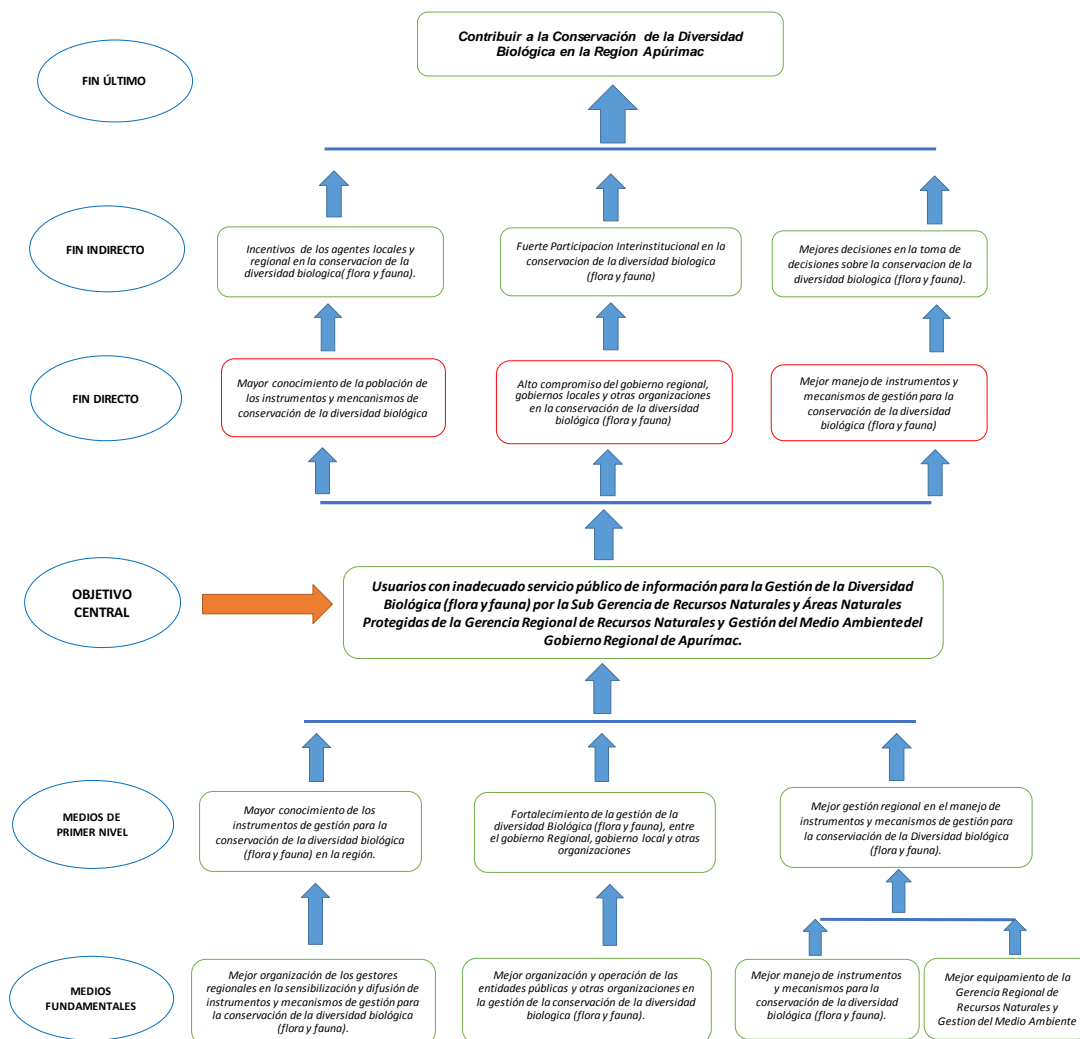 Contribuir a la Conservación de la Diversidad
Biológica en la Region Apúrimac
FIN ÚLTIMO
FIN INDIRECTO
Incentivos de los agentes locales y
regional en la conservacion de la
diversidad biologica( flora y fauna).
Fuerte Participacion Interinstitucional en la
conservacion de la diversidad biologica
(flora y fauna)
Mejores decisiones en la toma de
decisiones sobre la conservacion de la
diversidad biologica (flora y fauna).
FIN DIRECTO
Mayor conocimiento de la población de
los instrumentos y mencanismos de
conservación de la diversidad biológica
Alto compromiso del gobierno regional,
gobiernos locales y otras organizaciones
en la conservación de la diversidad
biológica (flora y fauna)
Mejor manejo de instrumentos y
mecanismos de gestión para la
conservación de la diversidad
biológica (flora y fauna)
OBJETIVO
CENTRAL
Usuarios con inadecuado servicio público de información para la Gestión de la Diversidad
Biológica (flora y fauna) por la Sub Gerencia de Recursos Naturales y Áreas Naturales
Protegidas de la Gerencia Regional de Recursos Naturales y Gestión del Medio Ambiente del
Gobierno Regional de Apurímac.
MEDIOS DE
PRIMER NIVEL
Mayor conocimiento de los
instrumentos de gestión para la
conservación de la diversidad biológica
(flora y fauna) en la región.
Fortalecimiento de la gestión de la
diversidad Biológica (flora y fauna), entre
el gobierno Regional, gobierno local y otras
organizaciones
Mejor gestión regional en el manejo de
instrumentos y mecanismos de gestión para
la conserviación de la Diversidad biológica
(flora y fauna).
MEDIOS
FUNDAMENTALES
Mejor organización de los gestores
regionales en la sensibilización y difusión de
instrumentos y mecanismos de gestión para
la conservación de la diversidad biológica
(flora y fauna).
Mejor organización y operación de las
entidades públicas y otras organizaciones
en la gestión de la conservación de la diversidad
biologica (flora y fauna).
Mejor manejo de instrumentos
y mecanismos para la
conservación de la diversidad
biológica (flora y fauna).
Mejor equipamiento de la
Gerencia Regional de
Recursos Naturales y
Gestion del Medio Ambiente